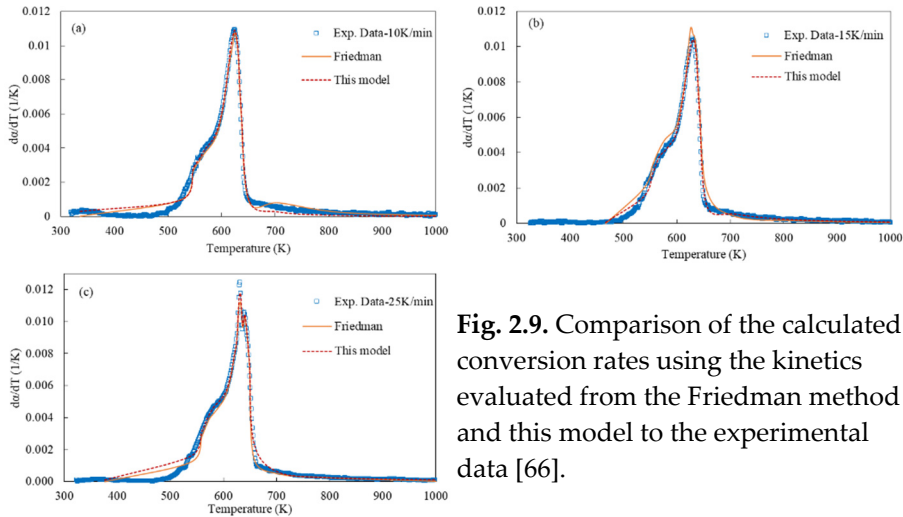 (a)
0.012
0.01
0.008
0.006
0.004
0.002
0
dα/dT (1/K)
Exp. Data-10K/min
Friedman
This model
300 400 500 600 700 800 900 1000
Temperature (K)
(b)
0.012
0.01
0.008
0.006
0.004
0.002
0
dα/dT (1/K)
Exp. Data-15K/min
Friedman
This model
300 400 500 600 700 800 900 1000
Temperature (K)
(c)
0.012
0.01
0.008
0.006
0.004
0.002
0
dα/dT (1/K)
Exp. Data-25K/min
Friedman
This model
300 400 500 600 700 800 900 1000
Temperature (K)
Fig. 2.9. Comparison of the calculated
conversion rates using the kinetics
evaluated from the Friedman method
and this model to the experimental
data [66].